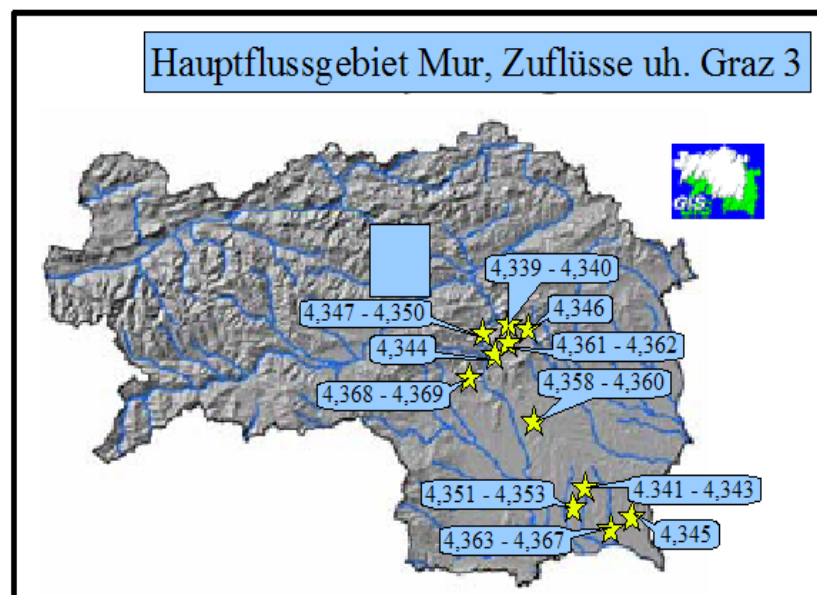 Hauptflussgebiet Mur, Zuflüsse uh. Graz 3
GIS
4,339 - 4,340
4,347 - 4,350
4,346
4,344
4,361 - 4,362
4,368 - 4,369
4,358 - 4,360
4,351 - 4,353
4.341 - 4,343
4,363 - 4,367
4,345